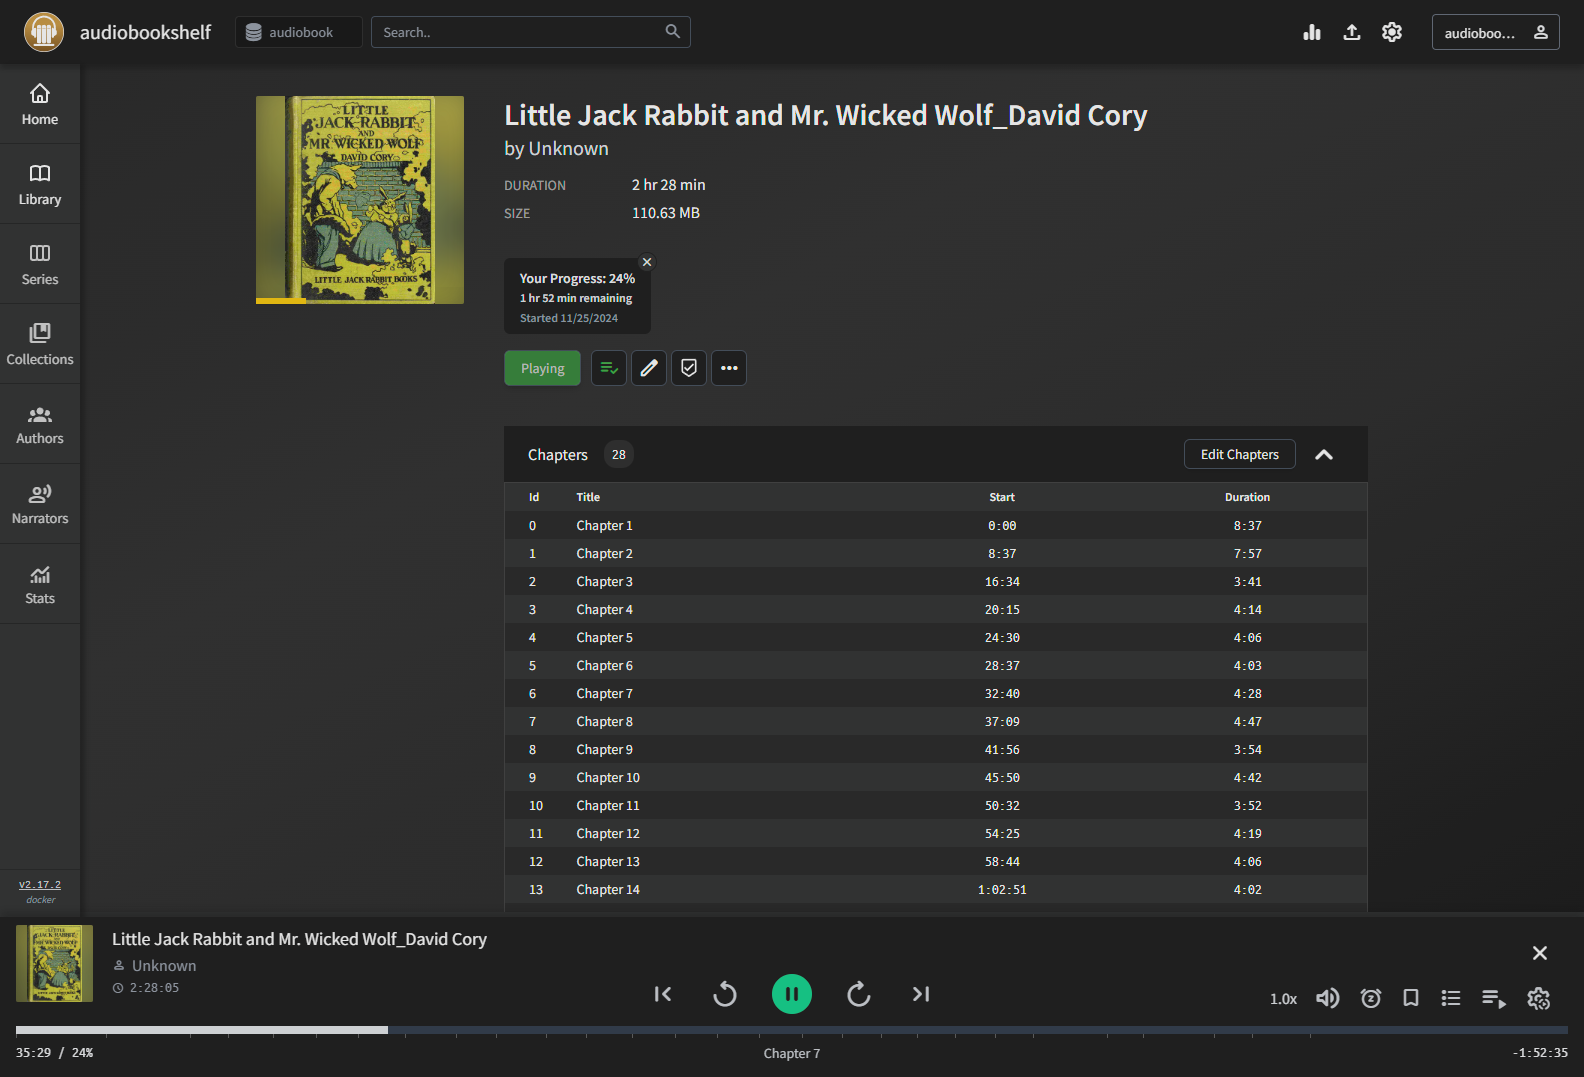 audiobookshelf
audiobook
Search..
audioboo...
Home
Library
Series
Collections
Authors
Narrators
Stats
v2.17.2
docker
LITTLE
JACK RABBIT
AND
MR WICKED WOLF
DAVID CORY
LITTLE JACK RABBIT BOOKS
Little Jack Rabbit and Mr. Wicked Wolf_David Cory
by Unknown
DURATION 2 hr 28 min
SIZE 110.63 MB
Your Progress: 24%
1 hr 52 min remaining
Started 11/25/2024
Playing
Chapters 28 Edit Chapters
Id Title Start Duration
0 Chapter 1 0:00 8:37
1 Chapter 2 8:37 7:57
2 Chapter 3 16:34 3:41
3 Chapter 4 20:15 4:14
4 Chapter 5 24:30 4:06
5 Chapter 6 28:37 4:03
6 Chapter 7 32:40 4:28
7 Chapter 8 37:09 4:47
8 Chapter 9 41:56 3:54
9 Chapter 10 45:50 4:42
10 Chapter 11 50:32 3:52
11 Chapter 12 54:25 4:19
12 Chapter 13 58:44 4:06
13 Chapter 14 1:02:51 4:02
LITTLE
JACK RABBIT
AND
MR WICKED WOLF
Little Jack Rabbit and Mr. Wicked Wolf_David Cory
Unknown
2:28:05
1.0x
35:29 / 24%
Chapter 7
-1:52:35